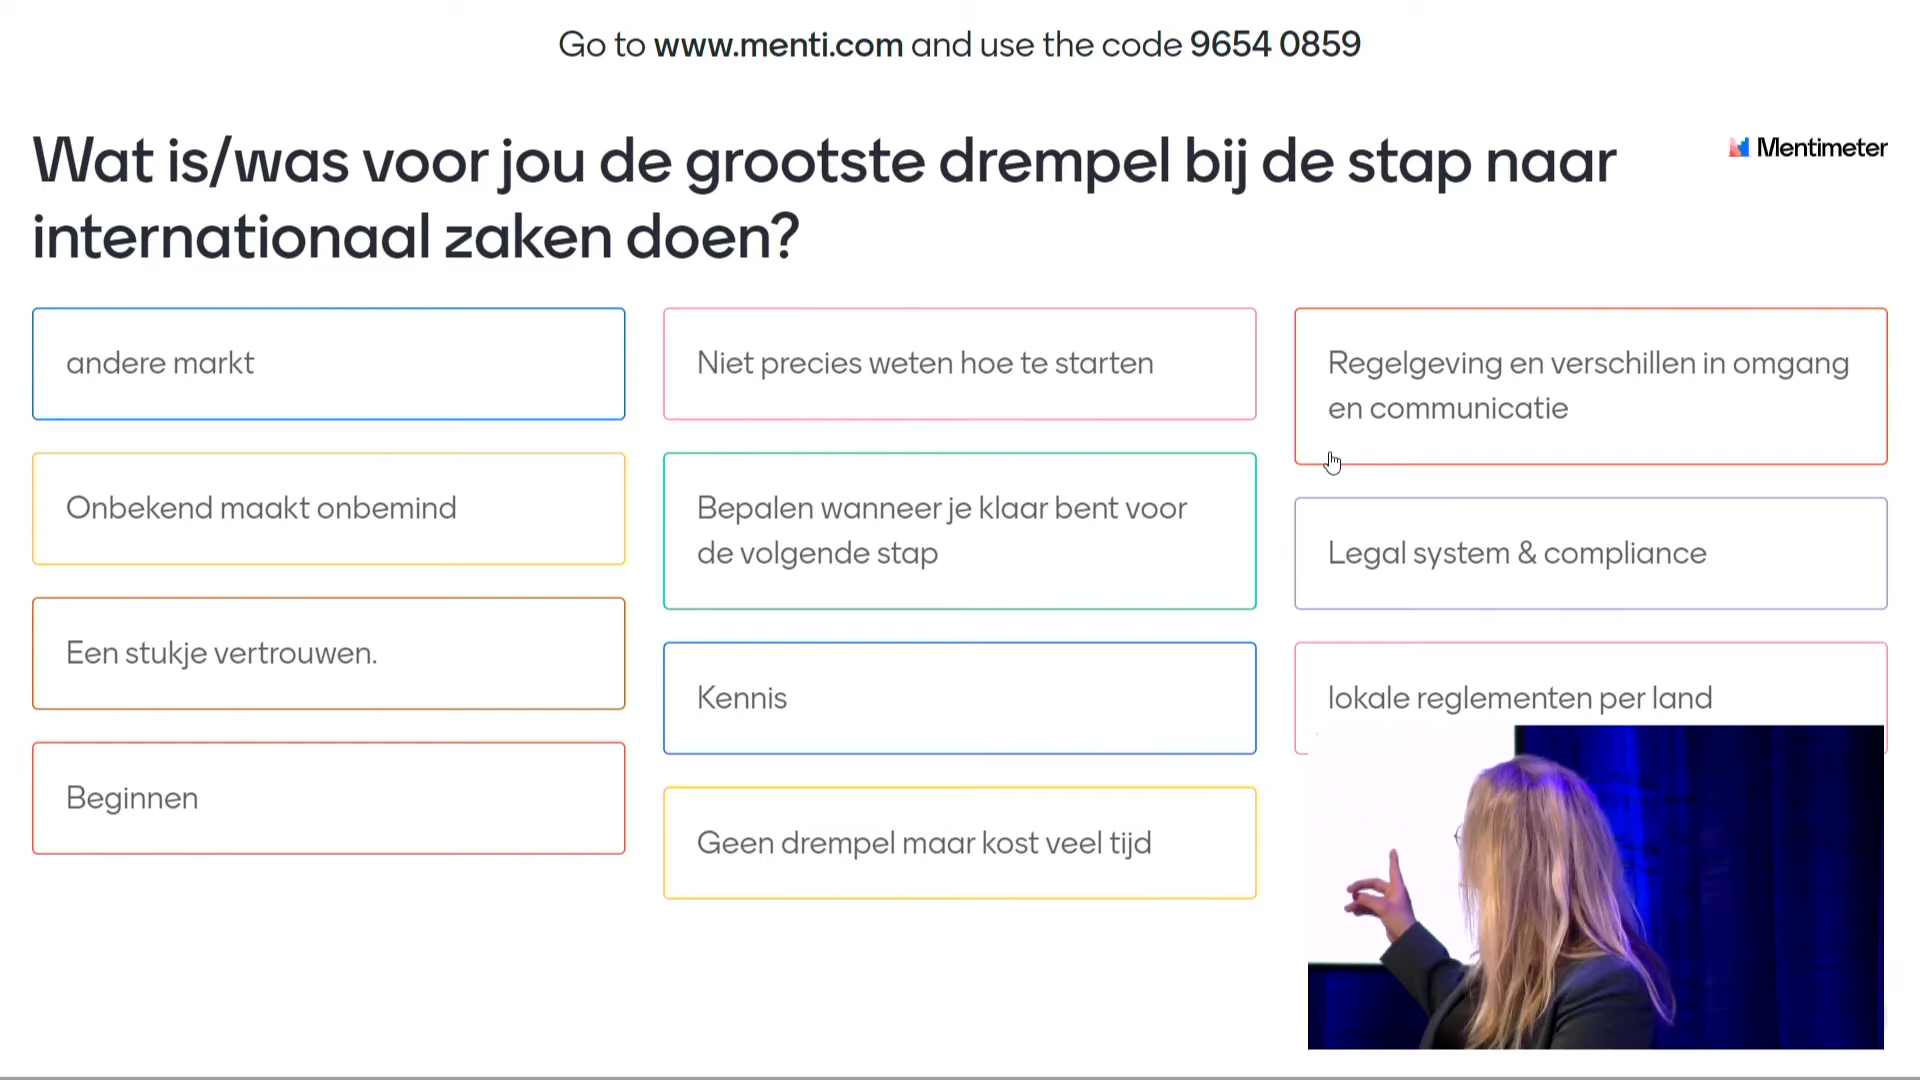 Go to www.menti.com and use the code 9654 0859
Wat is/was voor jou de grootste drempel bij de stap naar
internationaal zaken doen?
Mentimeter
andere markt
Onbekend maakt onbemind
Een stukje vertrouwen.
Beginnen
Niet precies weten hoe te starten
Bepalen wanneer je klaar bent voor
de volgende stap
Kennis
Geen drempel maar kost veel tijd
Regelgeving en verschillen in omgang
en communicatie
Legal system & compliance
lokale reglementen per land